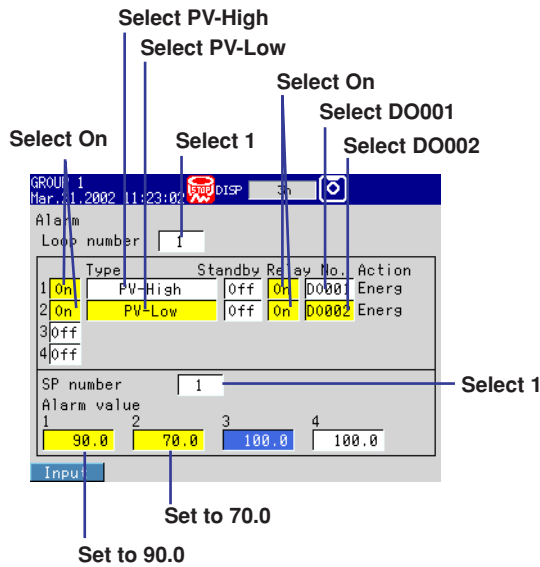 Select PV-High
Select PV-Low
Select On
Select DO001
Select On
Select 1
Select DO002
GROUP 1
Mar.21.2002 11:23:02
STOP
DISP
3h
Alarm
Loop number 1
Type Standby Relay No. Action
1 On PV-High Off On DO001 Energ
2 On PV-Low Off On DO002 Energ
3 Off
4 Off
SP number 1
Select 1
Alarm value
1 2 3 4
90.0 70.0 100.0 100.0
Input
Set to 70.0
Set to 90.0